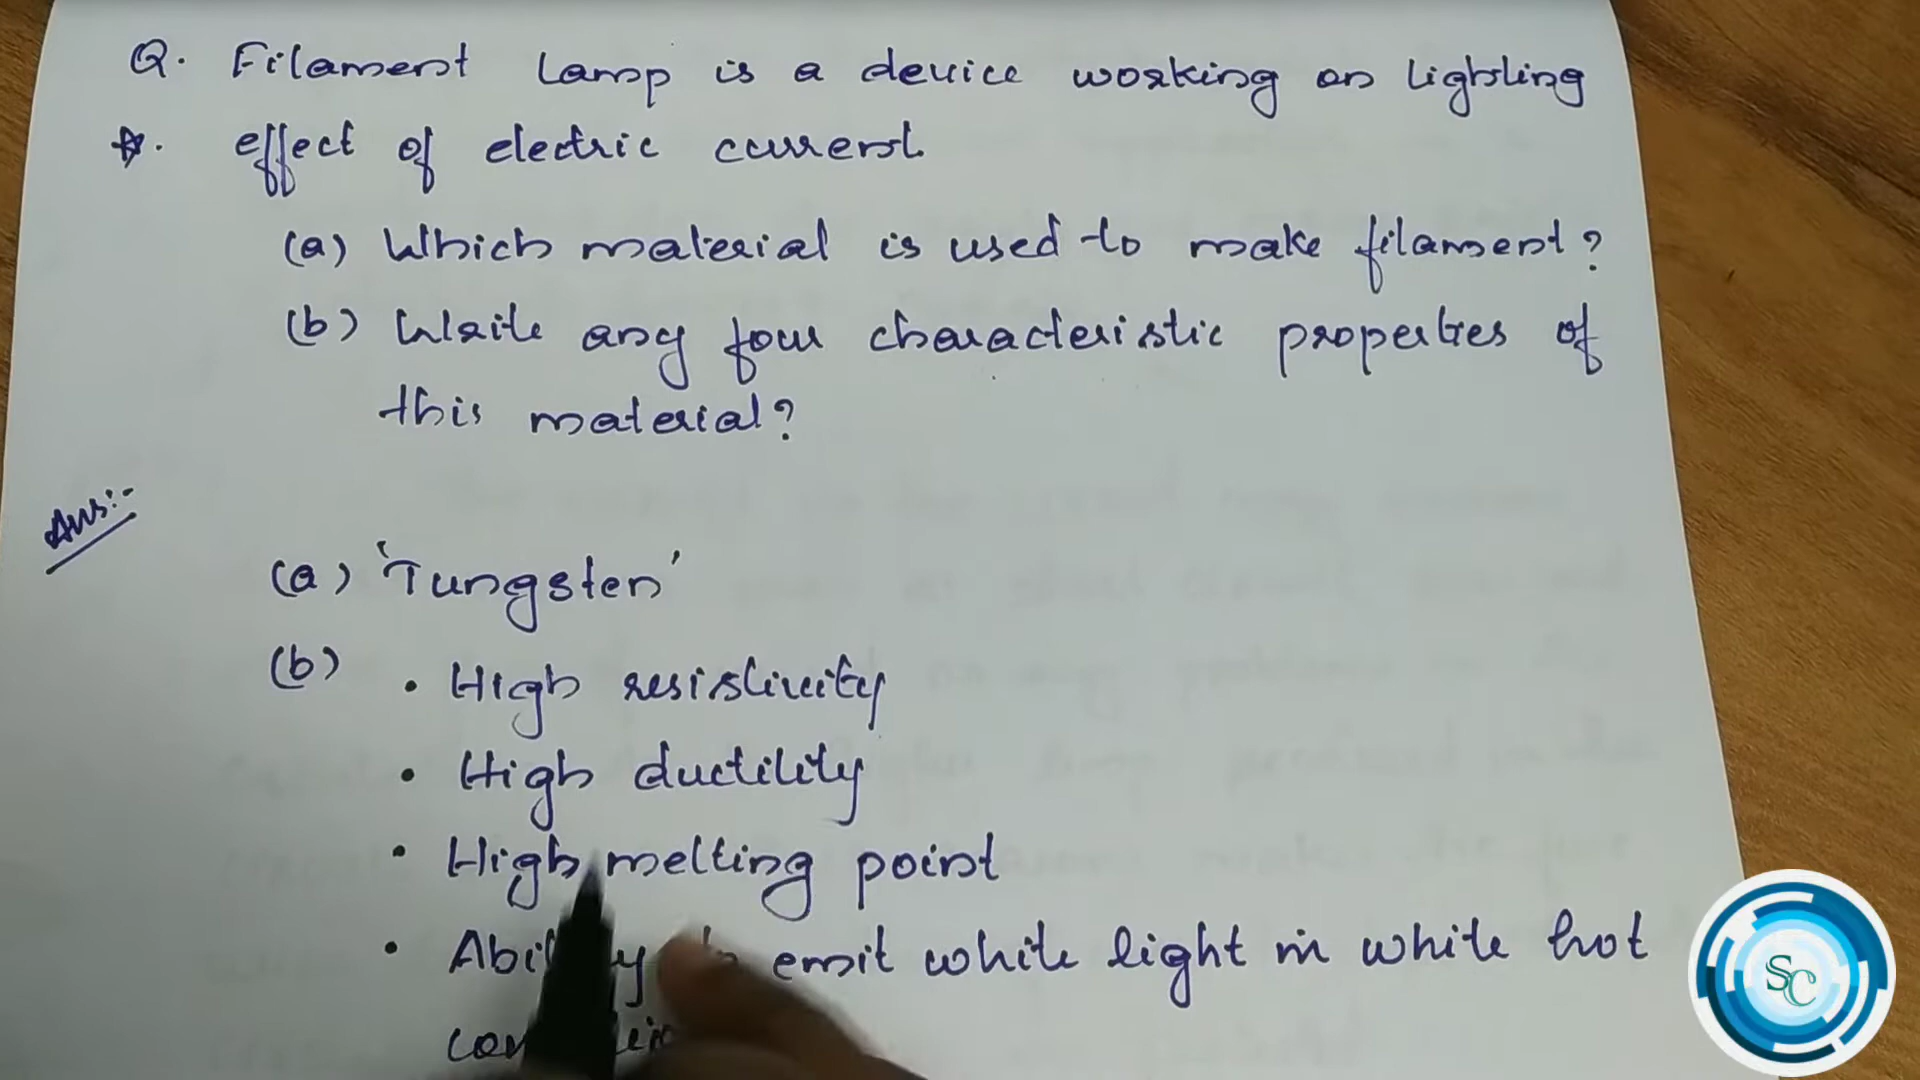 Q. Filament Lamp is a device working on lighting
☆. effect of electric current.
(a) Which material is used to make filament?
(b) Write any four characteristic properties of
this material?
Ans:-
(a) 'Tungsten'
(b) • High resistivity
• High ductility
• High melting point
• emit white light in white hot
SC